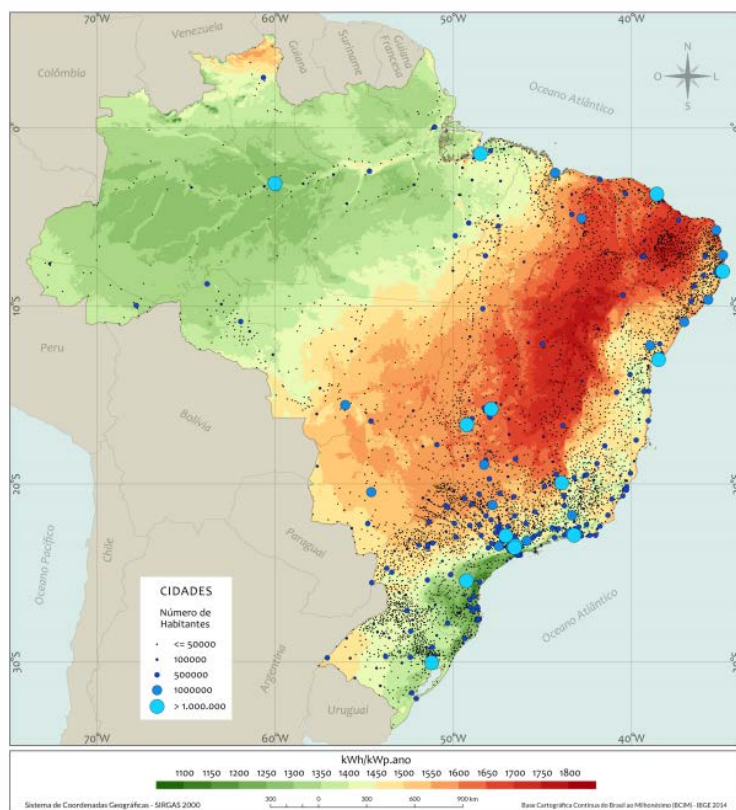 70°W
60°W
50°W
40°W
Venezuela
Guiana
Suriname
Guiana
Francesa
Colômbia
N
O
L
S
Oceano Atlântico
0°
0°
10°S
10°S
Peru
Bolívia
20°S
20°S
Paraguai
Chile
Oceano Pacífico
Oceano Atlântico
CIDADES
Número de
Habitantes
<= 50000
100000
500000
1000000
> 1.000.000
Argentina
30°S
30°S
Uruguai
70°W
60°W
50°W
40°W
kWh/kWp.ano
1100 1150 1200 1250 1300 1350 1400 1450 1500 1550 1600 1650 1700 1750 1800
Sistema de Coordenadas Geográficas - SIRGAS 2000
300 0 300 600 900 km
Base Cartográfica Contínua do Brasil ao Milionésimo (BCIM) - IBGE 2014